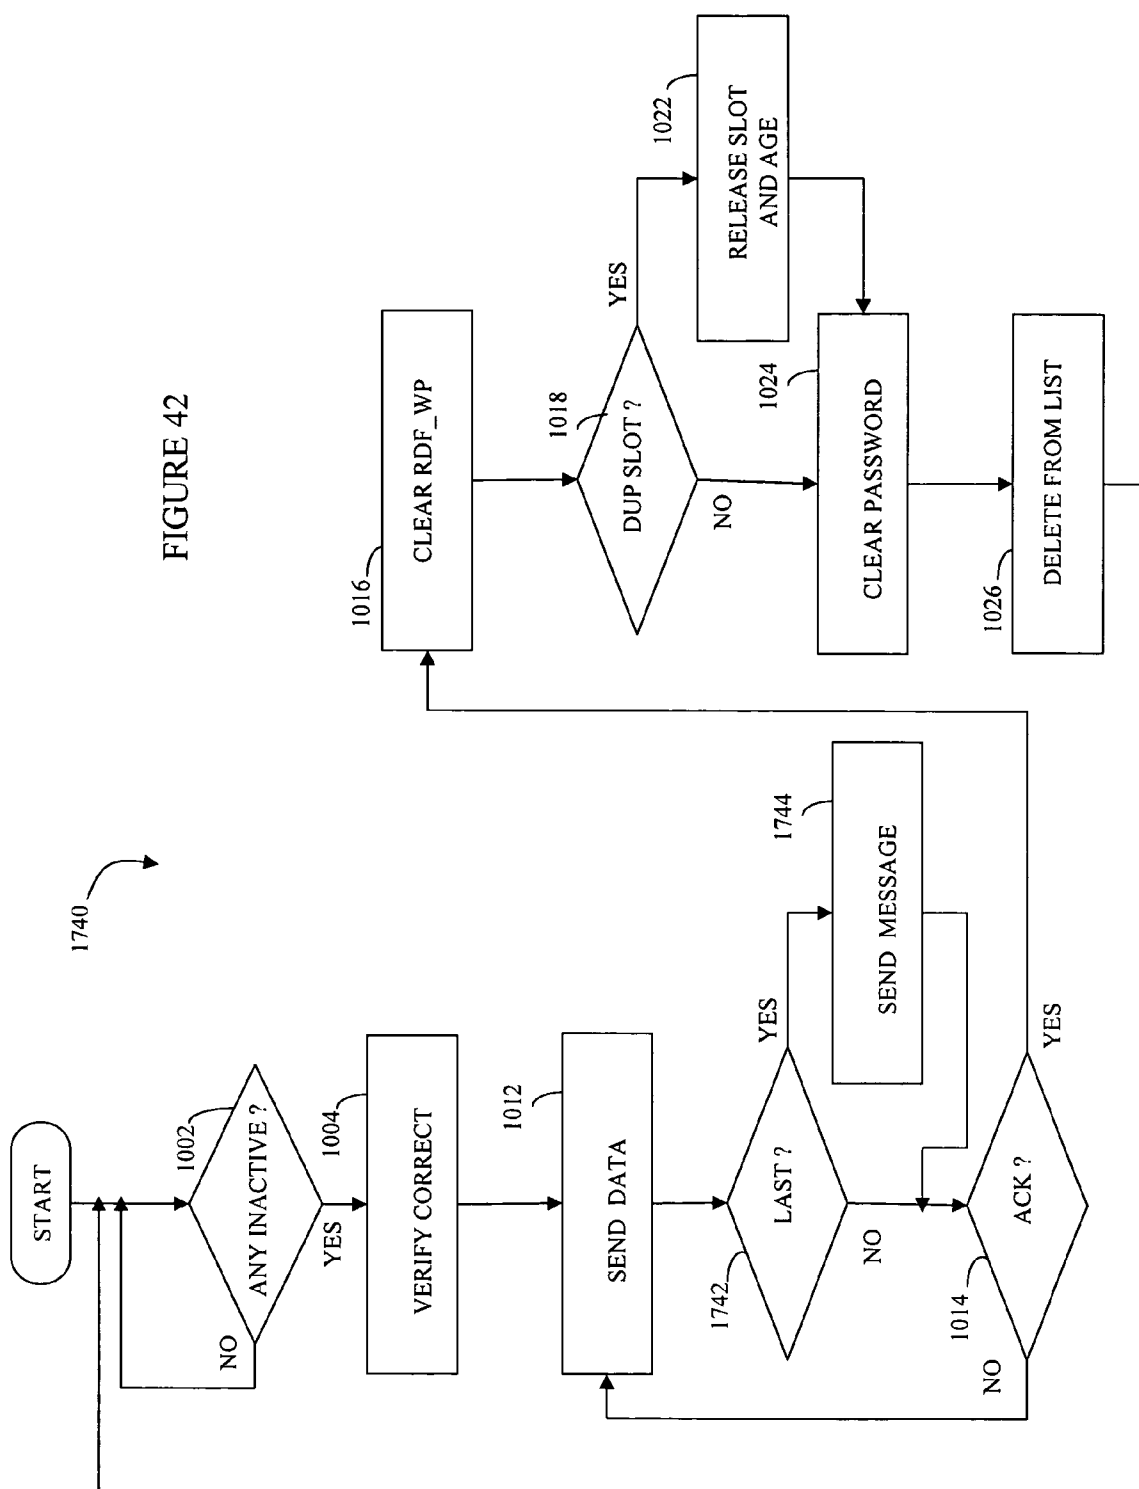 FIGURE 42
1740
START
1002
ANY INACTIVE ?
NO
YES
1004
VERIFY CORRECT
1012
SEND DATA
1742
LAST ?
YES
NO
1744
SEND MESSAGE
1014
ACK ?
NO
YES
1016
CLEAR RDF_WP
1018
DUP SLOT ?
YES
NO
1022
RELEASE SLOT
AND AGE
1024
CLEAR PASSWORD
1026
DELETE FROM LIST